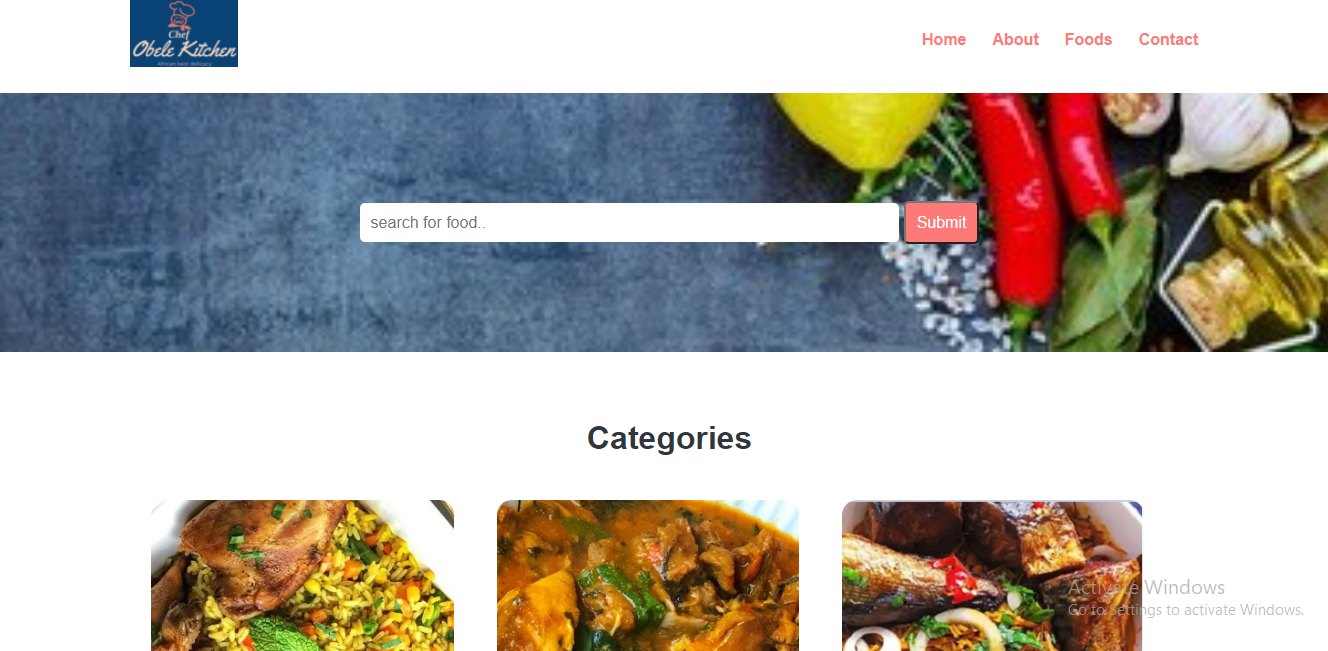 Chef
Obele Kitchen
African best delicacy
Home About Foods Contact
search for food..
Submit
Categories
Activate Windows
Go to Settings to activate Windows.